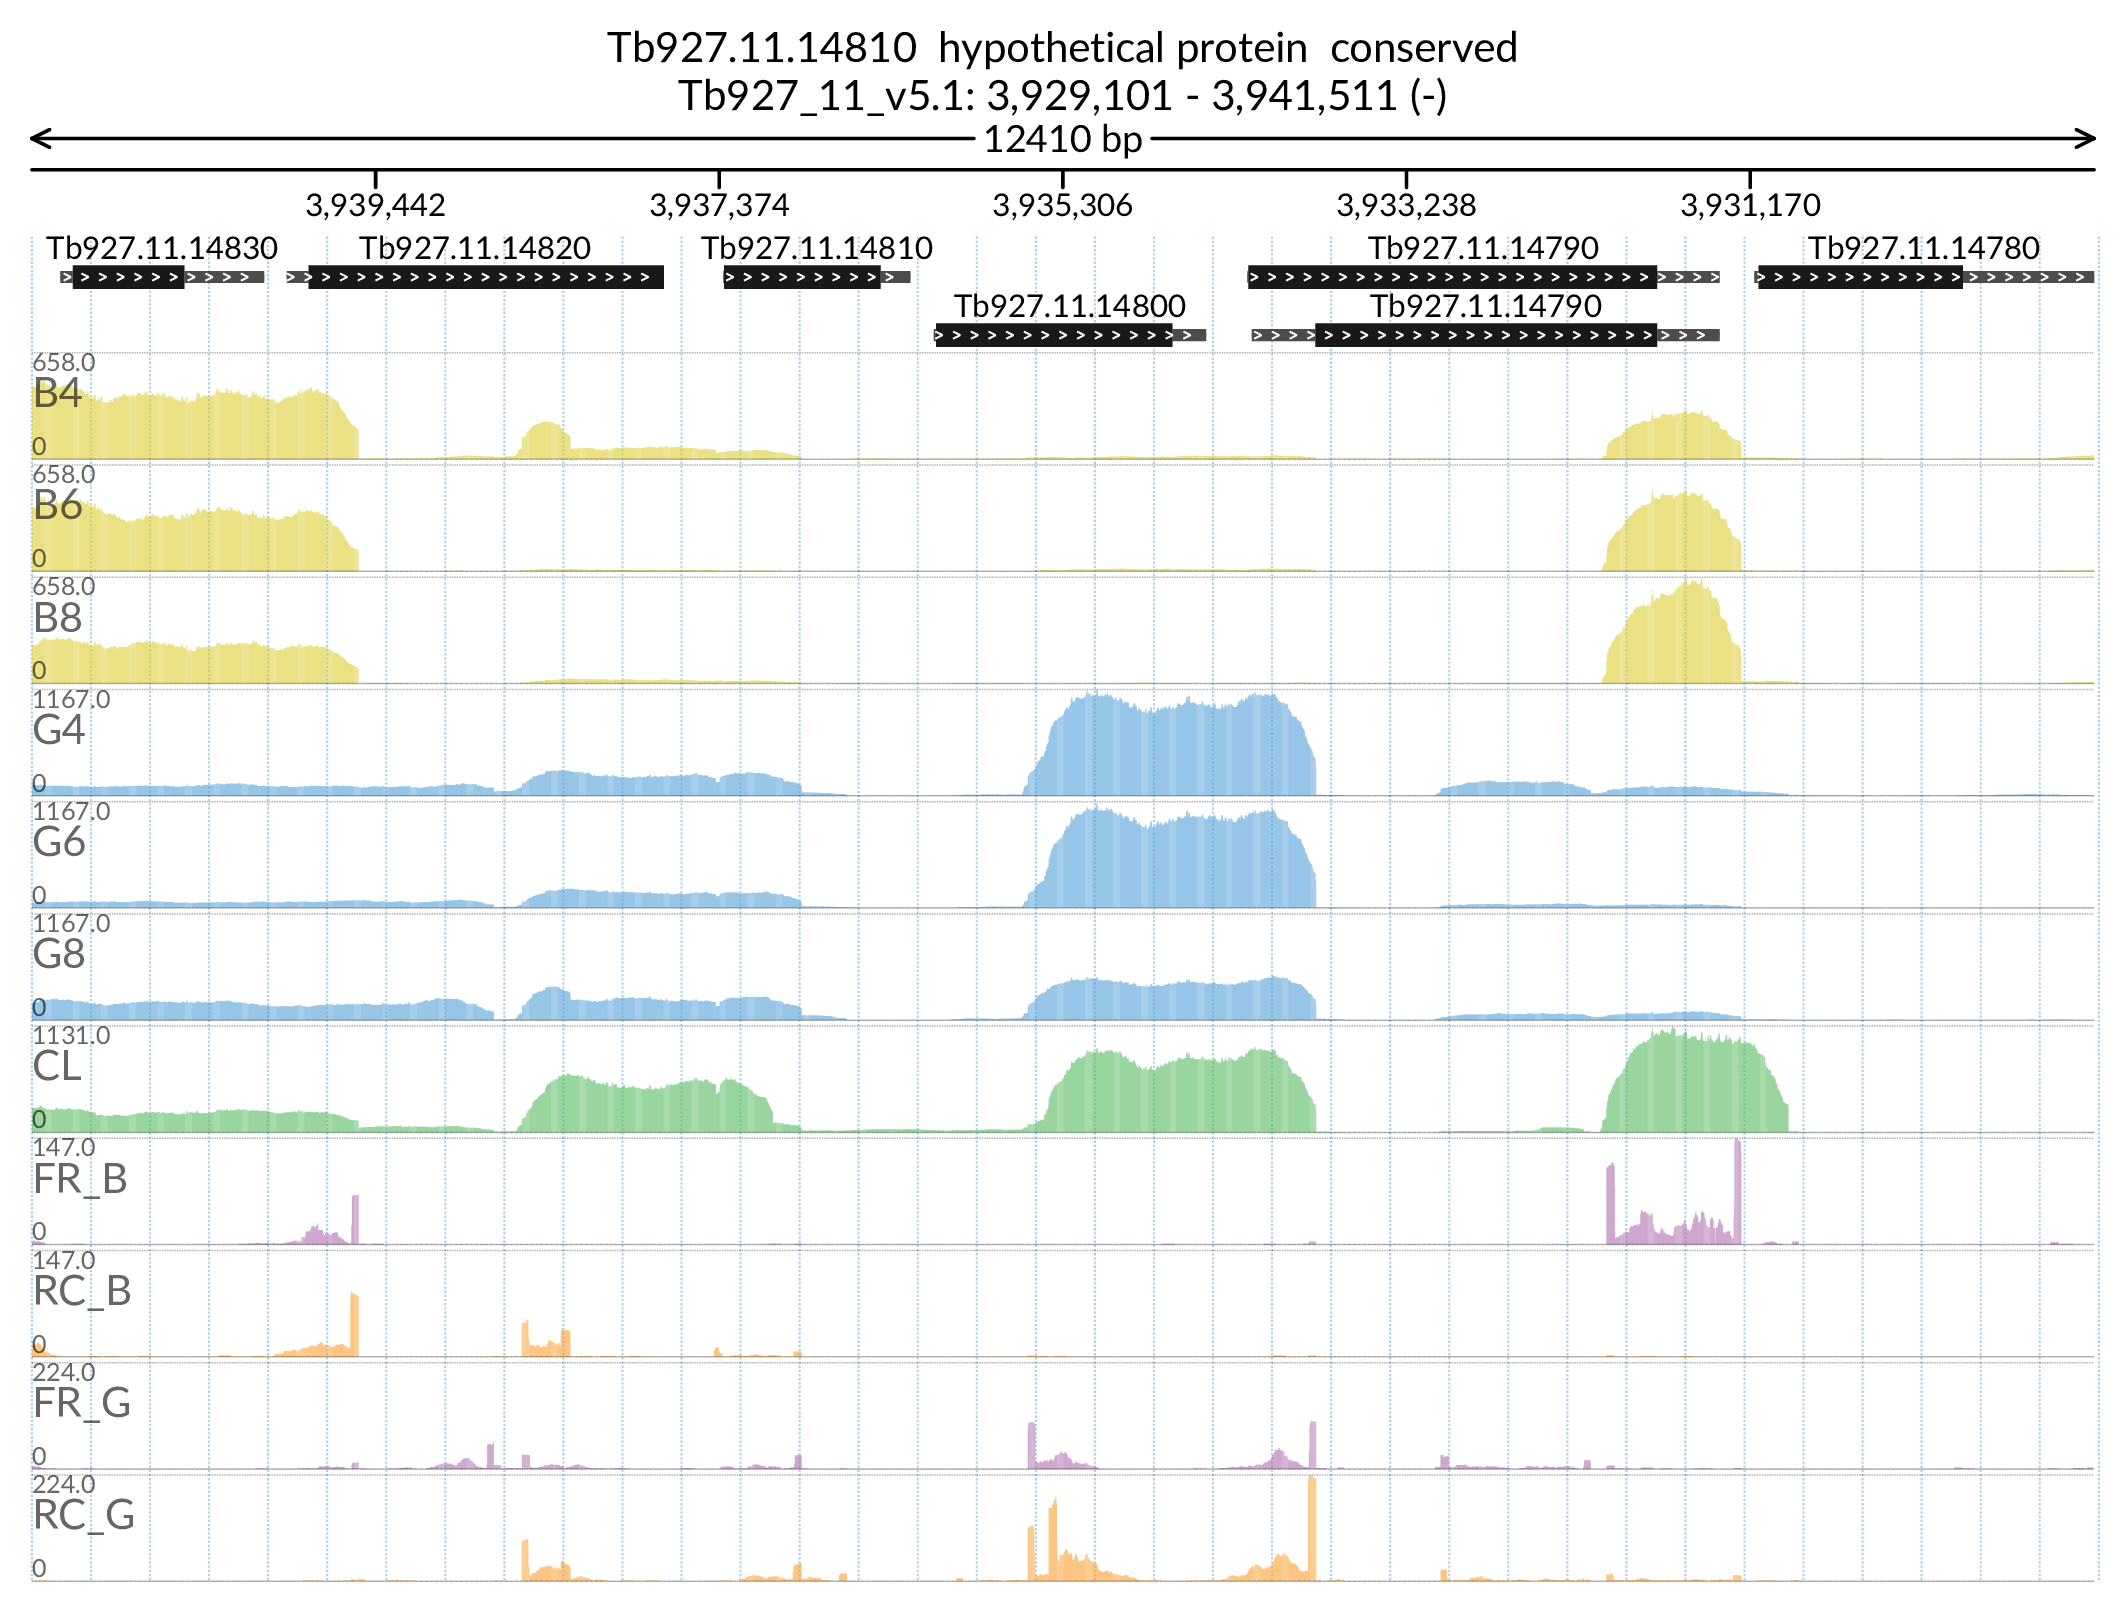 Tb927.11.14810  hypothetical protein  conserved
Tb927_11_v5.1: 3,929,101 - 3,941,511 (-)
12410 bp
3,939,442 3,937,374 3,935,306 3,933,238 3,931,170
Tb927.11.14830 Tb927.11.14820 Tb927.11.14810 Tb927.11.14790 Tb927.11.14780
Tb927.11.14800 Tb927.11.14790
658.0
B4
0
658.0
B6
0
658.0
B8
0
1167.0
G4
0
1167.0
G6
0
1167.0
G8
0
1131.0
CL
0
147.0
FR_B
0
147.0
RC_B
0
224.0
FR_G
0
224.0
RC_G
0